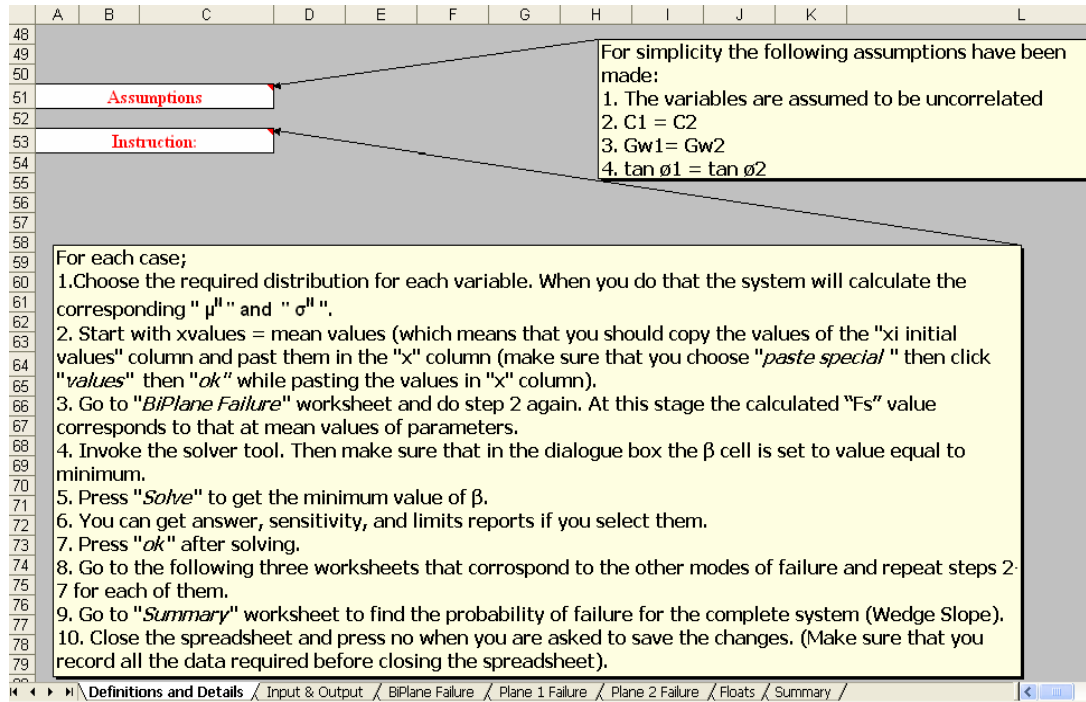 A B C D E F G H I J K L
48
49
50
51
52
53
54
55
56
57
58
59
60
61
62
63
64
65
66
67
68
69
70
71
72
73
74
75
76
77
78
79
Assumptions
Instruction:
For simplicity the following assumptions have been
made:
1. The variables are assumed to be uncorrelated
2. C1 = C2
3. Gw1= Gw2
4. tan ø1 = tan ø2
For each case;
1.Choose the required distribution for each variable. When you do that the system will calculate the
corresponding " μᴺ " and " σᴺ ".
2. Start with xvalues = mean values (which means that you should copy the values of the "xi initial
values" column and past them in the "x" column (make sure that you choose "paste special " then click
"values" then "ok" while pasting the values in "x" column).
3. Go to "BiPlane Failure" worksheet and do step 2 again. At this stage the calculated “Fs” value
corresponds to that at mean values of parameters.
4. Invoke the solver tool. Then make sure that in the dialogue box the β cell is set to value equal to
minimum.
5. Press "Solve" to get the minimum value of β.
6. You can get answer, sensitivity, and limits reports if you select them.
7. Press "ok" after solving.
8. Go to the following three worksheets that corrospond to the other modes of failure and repeat steps 2-
7 for each of them.
9. Go to "Summary" worksheet to find the probability of failure for the complete system (Wedge Slope).
10. Close the spreadsheet and press no when you are asked to save the changes. (Make sure that you
record all the data required before closing the spreadsheet).
Definitions and Details / Input & Output / BiPlane Failure / Plane 1 Failure / Plane 2 Failure / Floats / Summary /